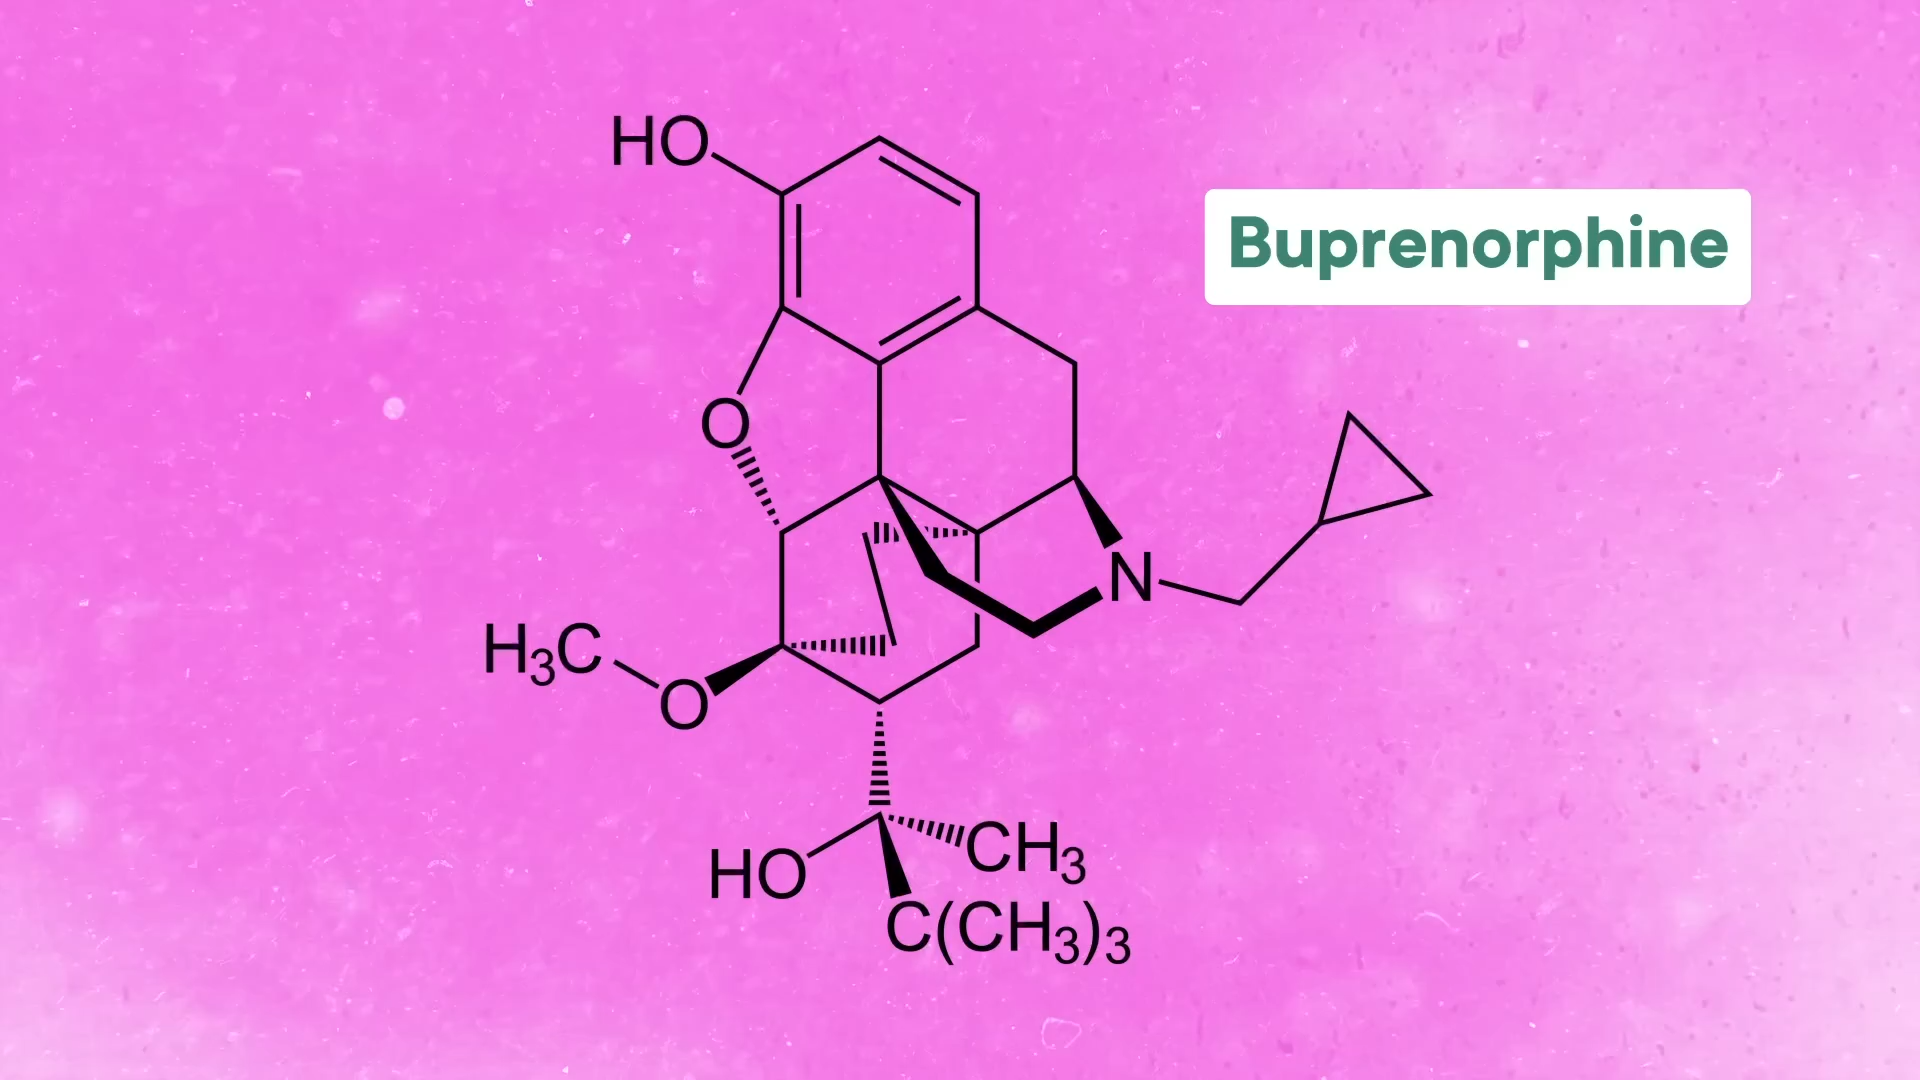 HO
Buprenorphine
O
N
H₃C
O
CH₃
HO
C(CH₃)₃